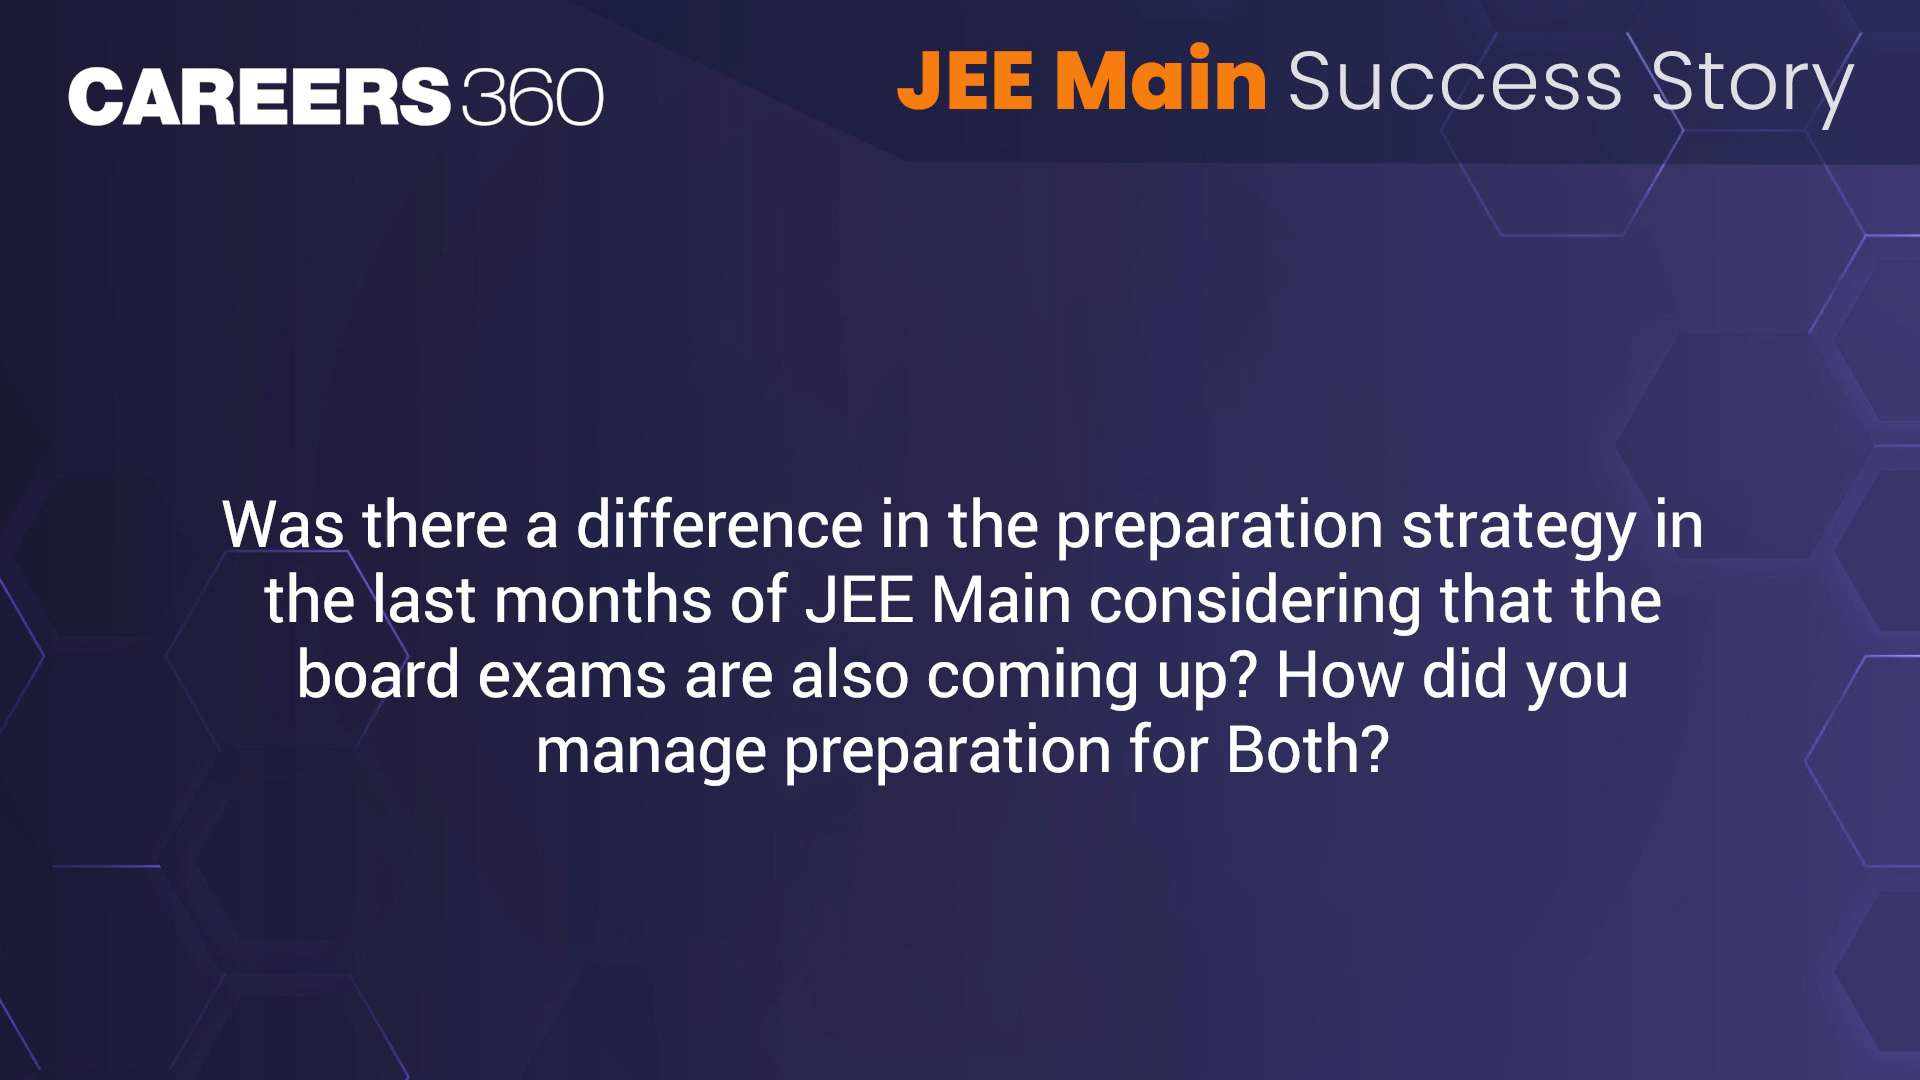 CAREERS360
JEE Main Success Story
Was there a difference in the preparation strategy in
the last months of JEE Main considering that the
board exams are also coming up? How did you
manage preparation for Both?